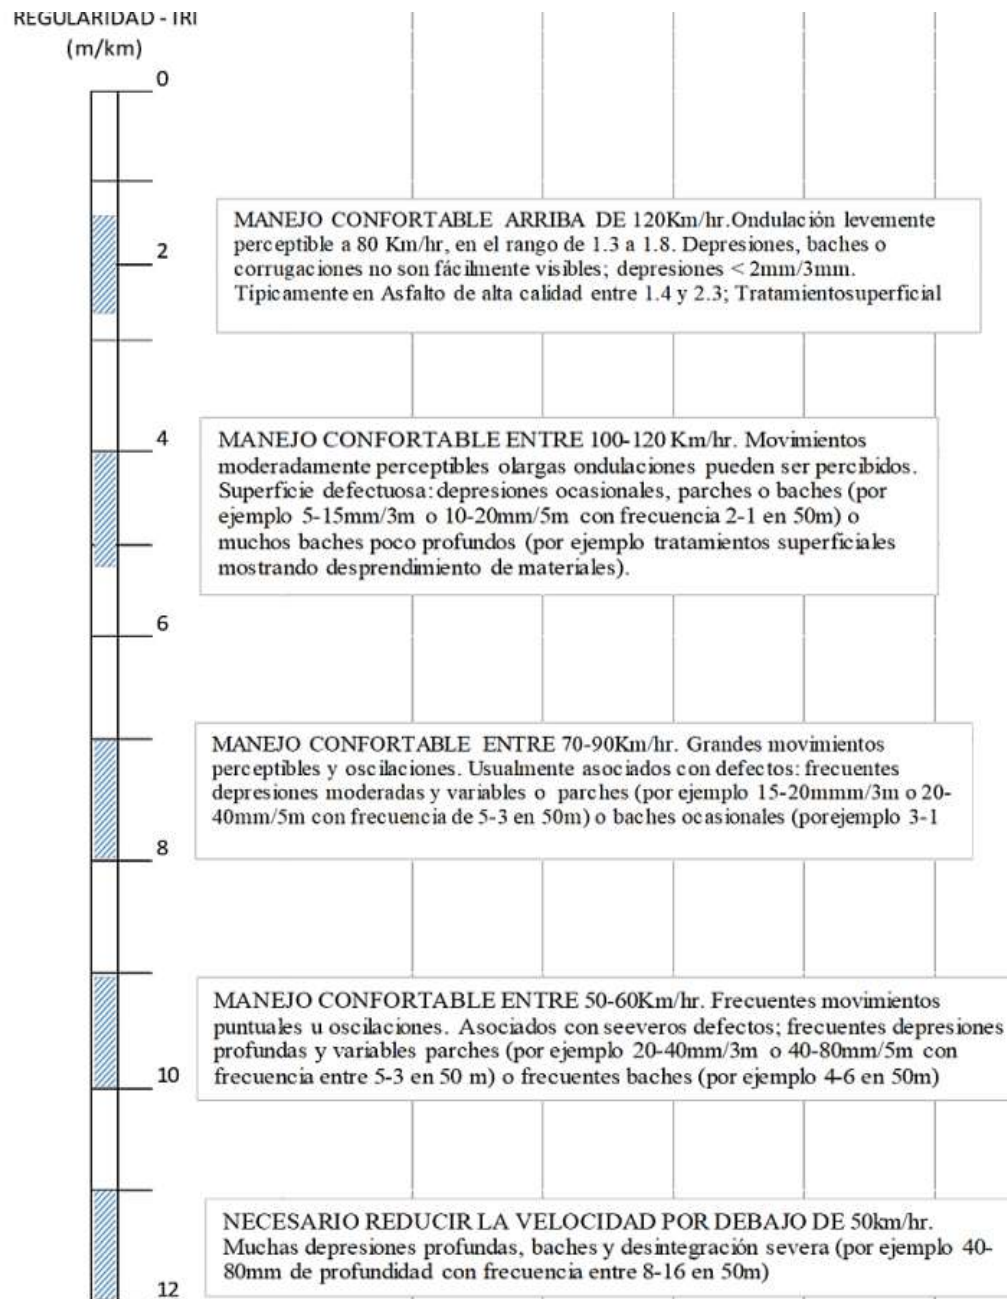 REGULARIDAD - IRI
(m/km)
0
MANEJO CONFORTABLE ARRIBA DE 120Km/hr.Ondulación levemente
perceptible a 80 Km/hr, en el rango de 1.3 a 1.8. Depresiones, baches o
2
corrugaciones no son fácilmente visibles; depresiones < 2mm/3mm.
Típicamente en Asfalto de alta calidad entre 1.4 y 2.3; Tratamientosuperficial
4
MANEJO CONFORTABLE ENTRE 100-120 Km/hr. Movimientos
moderadamente perceptibles olargas ondulaciones pueden ser percibidos.
Superficie defectuosa: depresiones ocasionales, parches o baches (por
ejemplo 5-15mm/3m o 10-20mm/5m con frecuencia 2-1 en 50m) o
muchos baches poco profundos (por ejemplo tratamientos superficiales
mostrando desprendimiento de materiales).
6
MANEJO CONFORTABLE ENTRE 70-90Km/hr. Grandes movimientos
perceptibles y oscilaciones. Usualmente asociados con defectos: frecuentes
depresiones moderadas y variables o parches (por ejemplo 15-20mmm/3m o 20-
40mm/5m con frecuencia de 5-3 en 50m) o baches ocasionales (porejemplo 3-1
8
MANEJO CONFORTABLE ENTRE 50-60Km/hr. Frecuentes movimientos
puntuales u oscilaciones. Asociados con seeveros defectos; frecuentes depresiones
profundas y variables parches (por ejemplo 20-40mm/3m o 40-80mm/5m con
frecuencia entre 5-3 en 50 m) o frecuentes baches (por ejemplo 4-6 en 50m)
10
NECESARIO REDUCIR LA VELOCIDAD POR DEBAJO DE 50km/hr.
Muchas depresiones profundas, baches y desintegración severa (por ejemplo 40-
80mm de profundidad con frecuencia entre 8-16 en 50m)
12